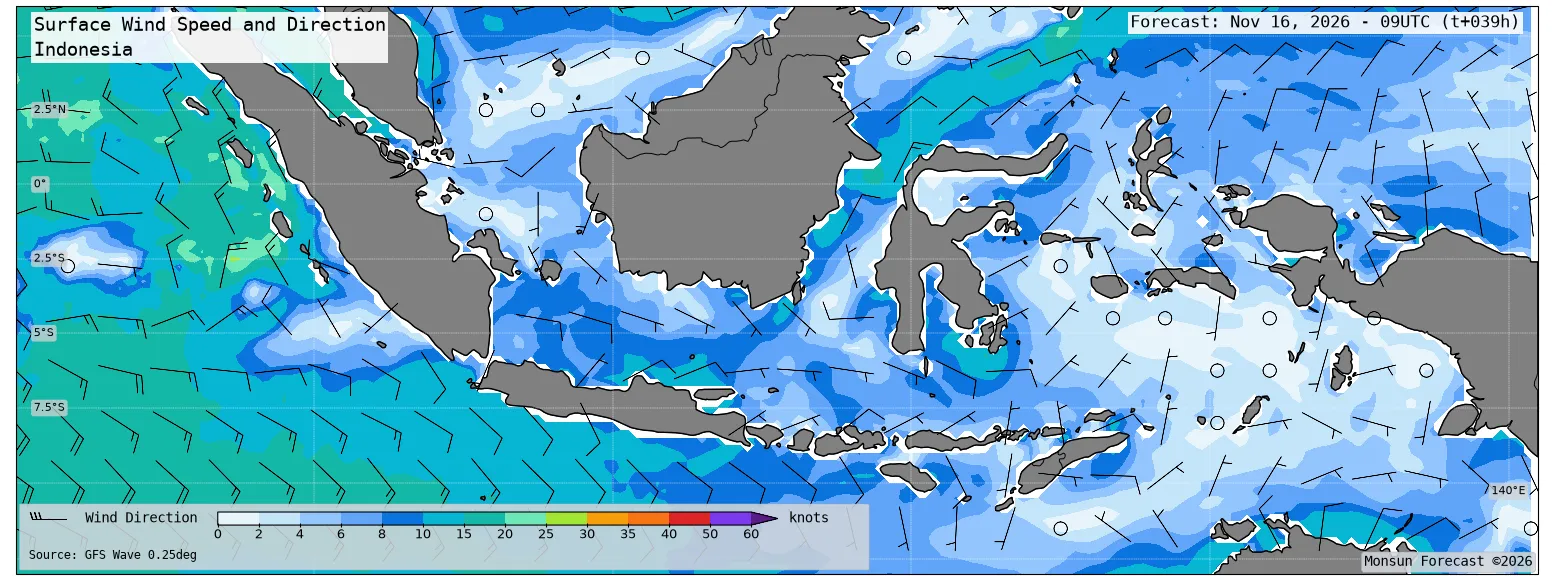 Surface Wind Speed and Direction
Indonesia
Forecast: Nov 16, 2026 - 09UTC (t+039h)
2.5°N
0°
2.5°S
5°S
7.5°S
140°E
Wind Direction
0 2 4 6 8 10 15 20 25 30 35 40 50 60 knots
Source: GFS Wave 0.25deg
Monsun Forecast ©2026